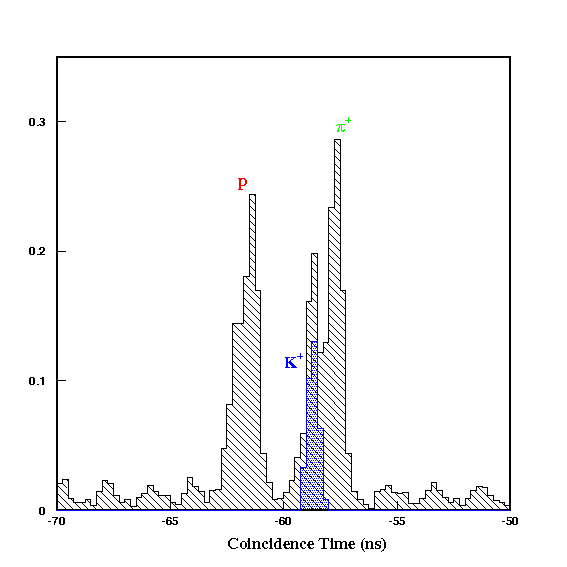 0.3
π+
P
0.2
K+
0.1
0
-70 -65 -60 -55 -50
Coincidence Time (ns)